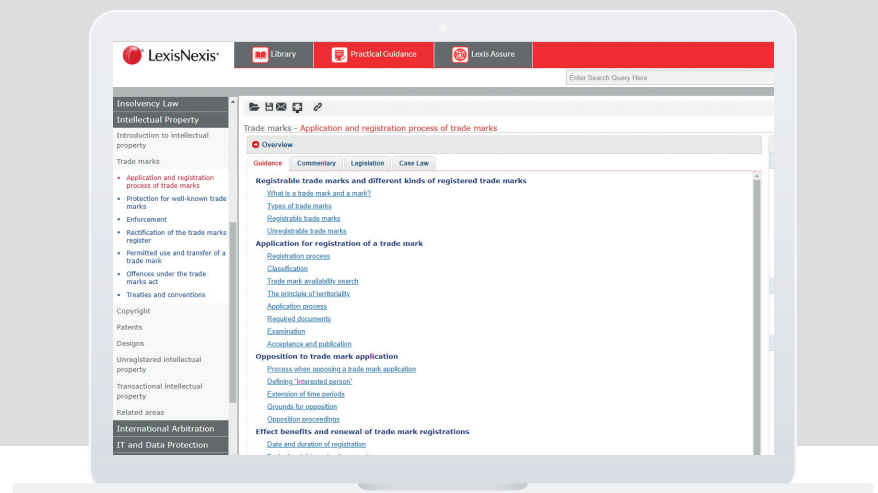 LexisNexis®
Library
Practical Guidance
Lexis Assure
Enter Search Query Here
Insolvency Law
Intellectual Property
Introduction to intellectual
property
Trade marks
Application and registration
process of trade marks
Protection for well-known trade
marks
Enforcement
Rectification of the trade marks
register
Permitted use and transfer of a
trade mark
Offences under the trade
marks act
Treaties and conventions
Copyright
Patents
Designs
Unregistered intellectual
property
Transactional intellectual
property
Related areas
International Arbitration
IT and Data Protection
Trade marks - Application and registration process of trade marks
Overview
Guidance
Commentary
Legislation
Case Law
Registrable trade marks and different kinds of registered trade marks
What is a trade mark and a mark?
Types of trade marks
Registrable trade marks
Unregistrable trade marks
Application for registration of a trade mark
Registration process
Classification
Trade mark availability search
The principle of territoriality
Application process
Required documents
Examination
Acceptance and publication
Opposition to trade mark application
Process when opposing a trade mark application
Defining "interested person"
Extension of time periods
Grounds for opposition
Opposition proceedings
Effect benefits and renewal of trade mark registrations
Date and duration of registration